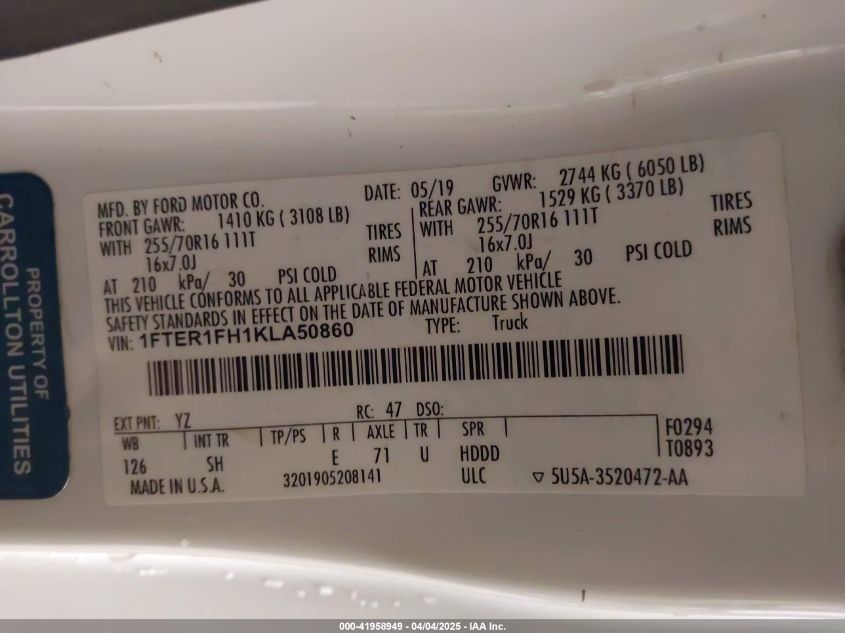 PROPERTY OF
CARROLLTON UTILITIES
MFD. BY FORD MOTOR CO. DATE: 05/19 GVWR: 2744 KG ( 6050 LB)
FRONT GAWR: 1410 KG ( 3108 LB) REAR GAWR: 1529 KG ( 3370 LB)
WITH 255/70R16 111T TIRES WITH 255/70R16 111T TIRES
16x7.0J RIMS 16x7.0J RIMS
AT 210 kPa/ 30 PSI COLD AT 210 kPa/ 30 PSI COLD
THIS VEHICLE CONFORMS TO ALL APPLICABLE FEDERAL MOTOR VEHICLE
SAFETY STANDARDS IN EFFECT ON THE DATE OF MANUFACTURE SHOWN ABOVE.
VIN: 1FTER1FH1KLA50860 TYPE: Truck
EXT PNT: YZ RC: 47 DSO:
WB INT TR TP/PS R AXLE TR SPR F0294
126 SH E 71 U HDDD T0893
MADE IN U.S.A. 3201905208141 ULC ▽ 5U5A-3520472-AA
000-41958949 - 04/04/2025 - IAA Inc.